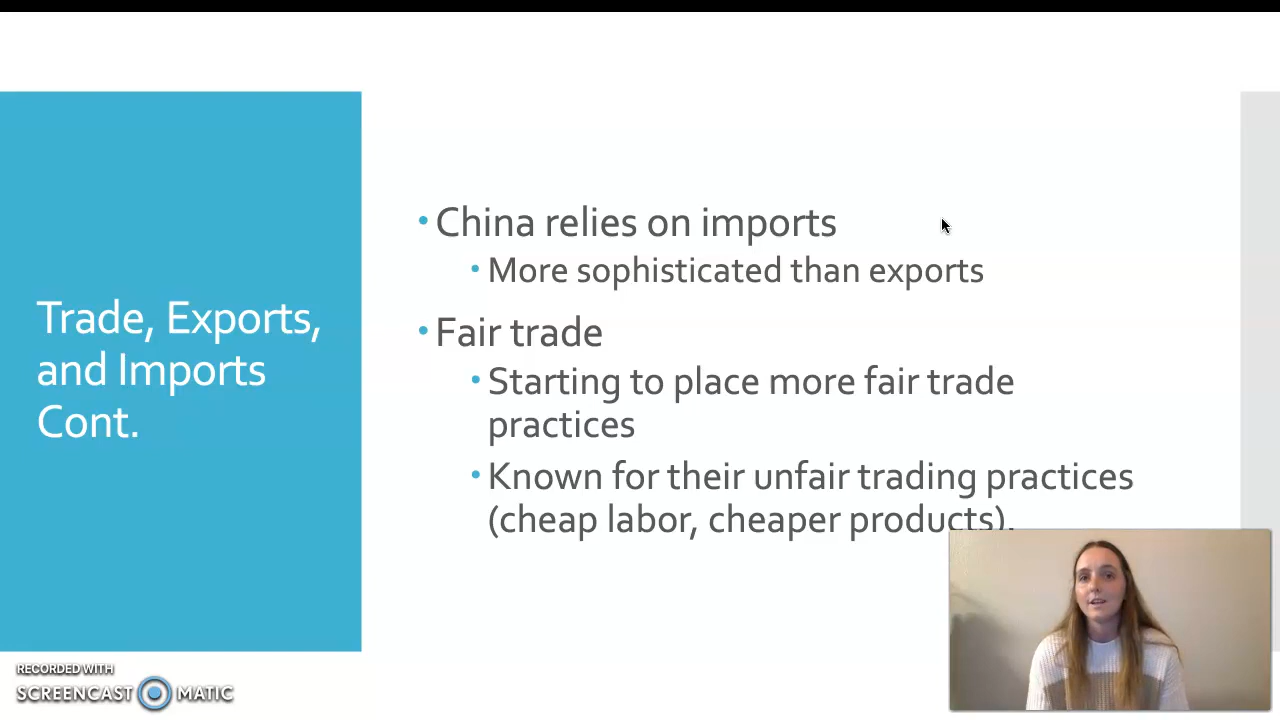 Trade, Exports,
and Imports
Cont.
• China relies on imports
• More sophisticated than exports
• Fair trade
• Starting to place more fair trade
practices
• Known for their unfair trading practices
(cheap labor, cheaper products).
RECORDED WITH
SCREENCAST MATIC